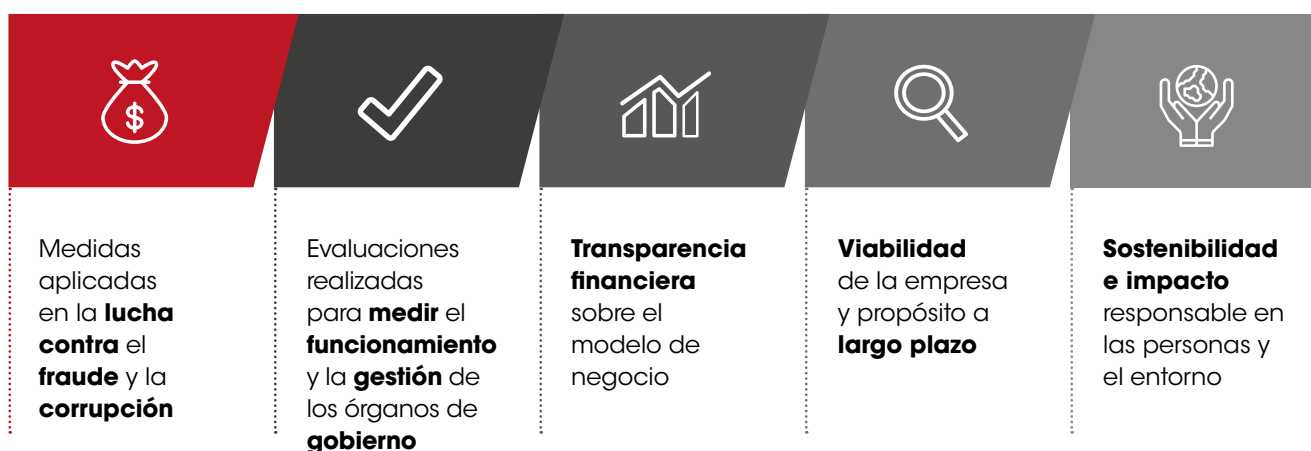 $
Medidas
aplicadas
en la lucha
contra el
fraude y la
corrupción
Evaluaciones
realizadas
para medir el
funcionamiento
y la gestión de
los órganos de
gobierno
Transparencia
financiera
sobre el
modelo de
negocio
Viabilidad
de la empresa
y propósito a
largo plazo
Sostenibilidad
e impacto
responsable en
las personas y
el entorno